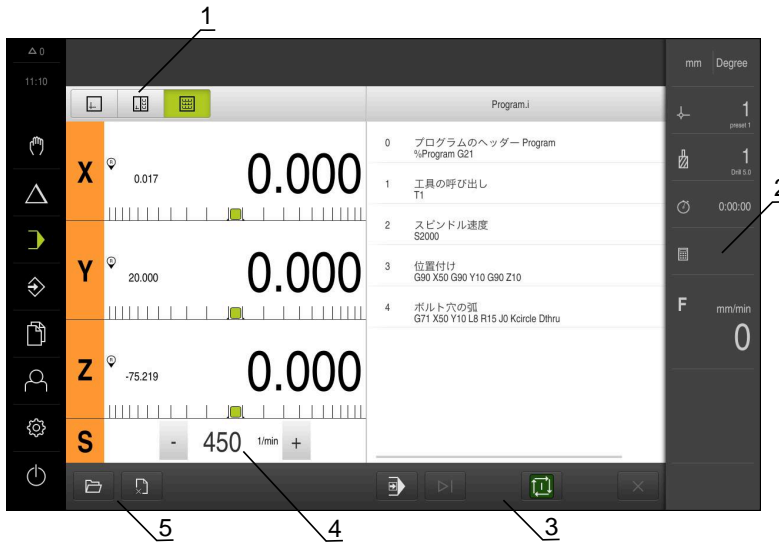 1
0
11:10
mm Degree
Program.i
1
preset 1
1
Drill 5.0
2
0:00:00
F mm/min
0
X R 0.017 0.000
Y R 20.000 0.000
Z R -75.219 0.000
S - 450 1/min +
0 プログラムのヘッダー Program
%Program G21
1 工具の呼び出し
T1
2 スピンドル速度
S2000
3 位置付け
G90 X50 G90 Y10 G90 Z10
4 ボルト穴の弧
G71 X50 Y10 L8 R15 J0 Kcircle Dthru
5
4
3